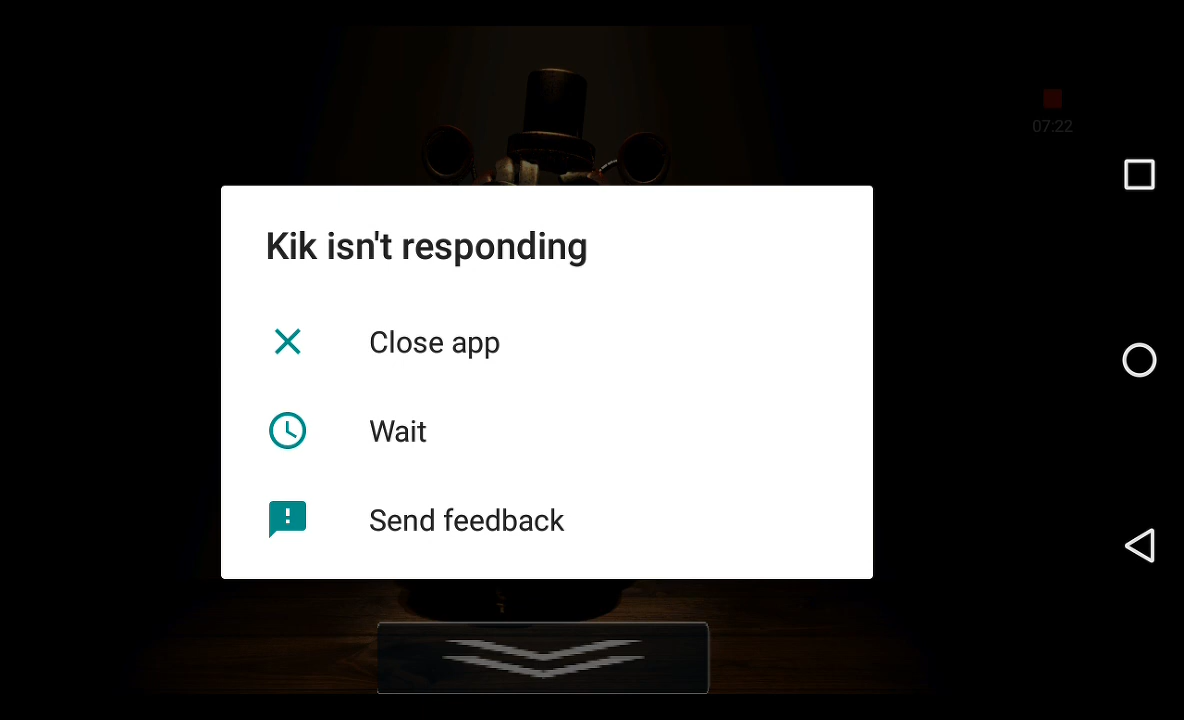 07:22
Kik isn't responding
Close app
Wait
Send feedback